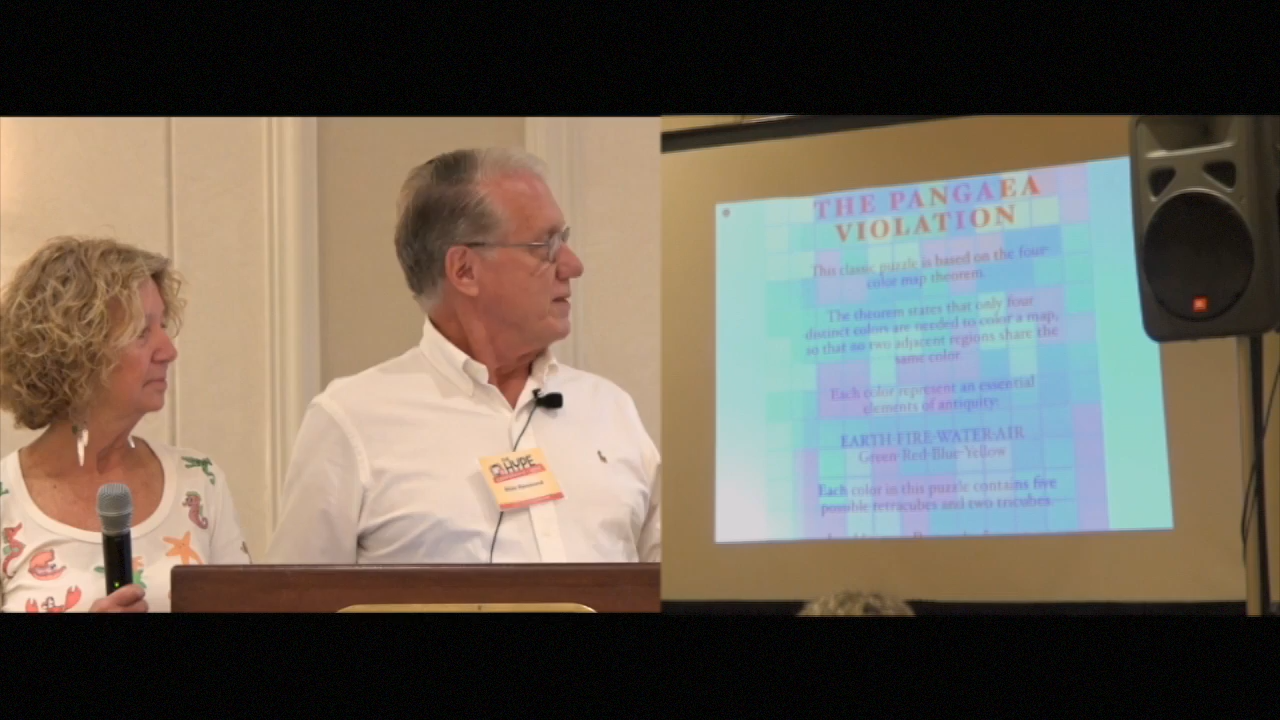 HYPE
THE PANGAEA
VIOLATION
This classic puzzle is based on the four-
color map theorem.
The theorem states that only four
distinct colors are needed to color a map,
so that no two adjacent regions share the
same color.
Each color represent an essential
elements of antiquity:
EARTH-FIRE-WATER-AIR
Green-Red-Blue-Yellow
Each color in this puzzle contains five
possible tetracubes and two tricubes.
JBL